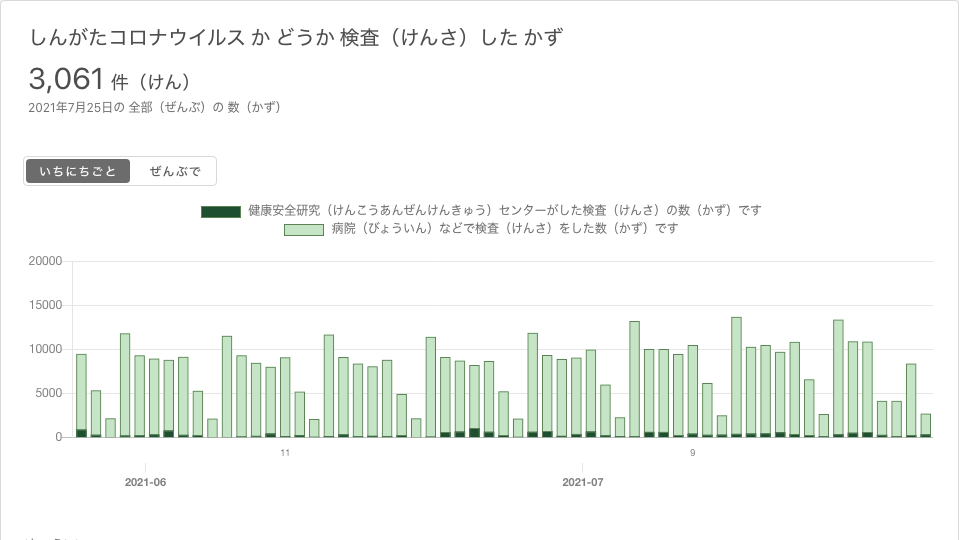 しんがたコロナウイルス か どうか 検査（けんさ）した かず
3,061 件（けん）
2021年7月25日の 全部（ぜんぶ）の 数（かず）
いちにちごと ぜんぶで
健康安全研究（けんこうあんぜんけんきゅう）センターがした検査（けんさ）の数（かず）です
病院（びょういん）などで検査（けんさ）をした数（かず）です
20000
15000
10000
5000
0
11 9
2021-06 2021-07